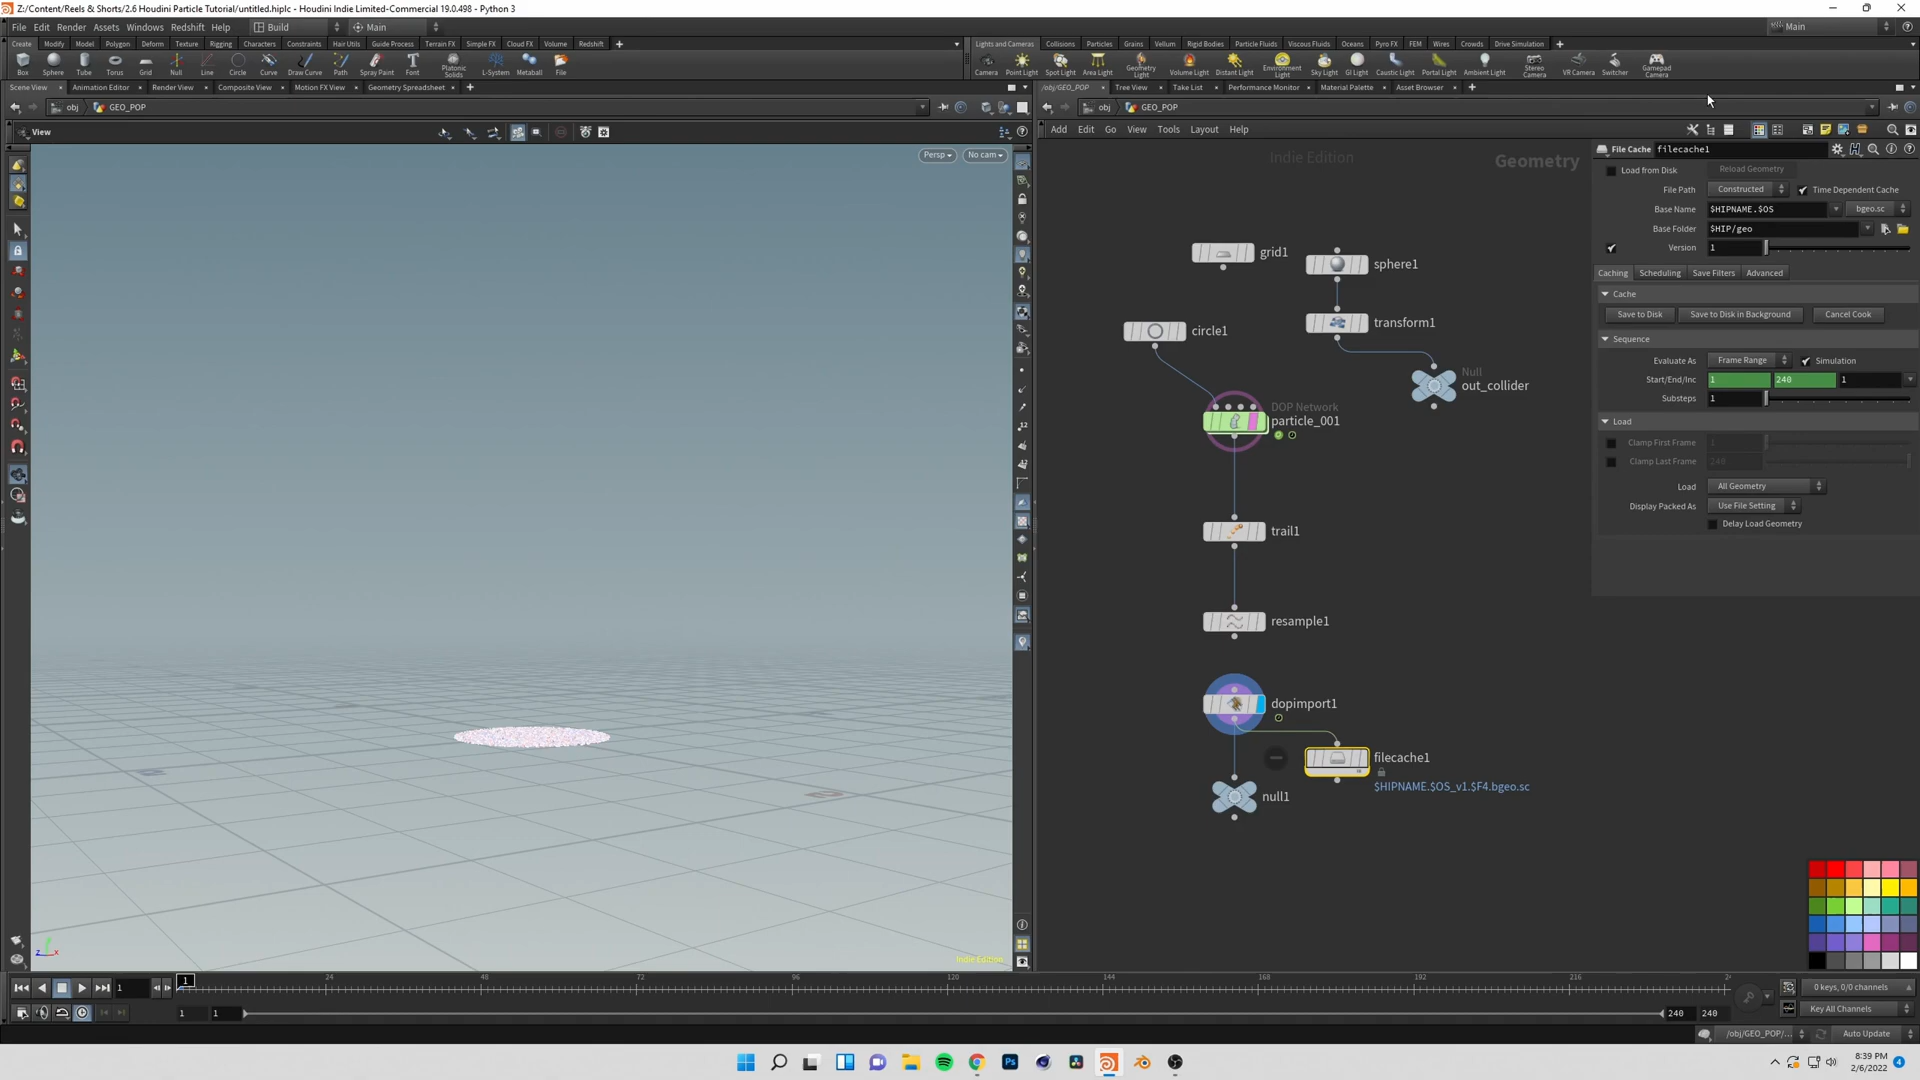 Z:/Content/Reels & Shorts/2.6 Houdini Particle Tutorial/untitled.hiplc - Houdini Indie Limited-Commercial 19.0.498 - Python 3
File Edit Render Assets Windows Redshift Help Build Main Main
Create Modify Model Polygon Deform Texture Rigging Characters Constraints Hair Utils Guide Process Terrain FX Simple FX Cloud FX Volume Redshift
Lights and Cameras Collisions Particles Grains Vellum Rigid Bodies Particle Fluids Viscous Fluids Oceans Pyro FX FEM Wires Crowds Drive Simulation
Box Sphere Tube Torus Grid Null Line Circle Curve Draw Curve Path Spray Paint Font Platonic Solids L-System Metaball File
Camera Point Light Spot Light Area Light Geometry Light Volume Light Distant Light Environment Light Sky Light GI Light Caustic Light Portal Light Ambient Light Stereo Camera VR Camera Switcher Gamepad Camera
Scene View Animation Editor Render View Composite View Motion FX View Geometry Spreadsheet
/obj/GEO_POP Tree View Take List Performance Monitor Material Palette Asset Browser
obj GEO_POP
obj GEO_POP
View
Add Edit Go View Tools Layout Help
Persp No cam
Indie Edition
Geometry
File Cache filecache1
Load from Disk Reload Geometry
File Path Constructed Time Dependent Cache
Base Name $HIPNAME.$OS bgeo.sc
Base Folder $HIP/geo
Version 1
Caching Scheduling Save Filters Advanced
Cache
Save to Disk Save to Disk in Background Cancel Cook
Sequence
Evaluate As Frame Range Simulation
Start/End/Inc 1 240 1
Substeps 1
Load
Clamp First Frame 1
Clamp Last Frame 240
Load All Geometry
Display Packed As Use File Setting
Delay Load Geometry
grid1
sphere1
transform1
circle1
Null
out_collider
DOP Network
particle_001
trail1
resample1
dopimport1
filecache1
$HIPNAME.$OS_v1.$F4.bgeo.sc
null1
Indie Edition
z x
1 1 24 48 72 96 120 144 168 192 216 2
0 keys, 0/0 channels
1 1 240 240
Key All Channels
/obj/GEO_POP/... Auto Update
8:39 PM
2/6/2022
4